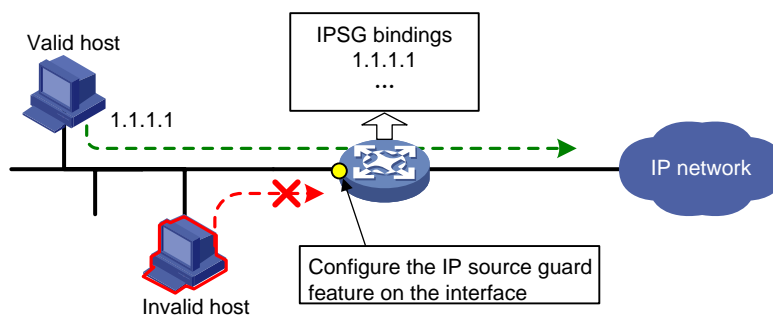 Valid host
1.1.1.1
IPSG bindings
1.1.1.1
...
IP network
Invalid host
Configure the IP source guard
feature on the interface